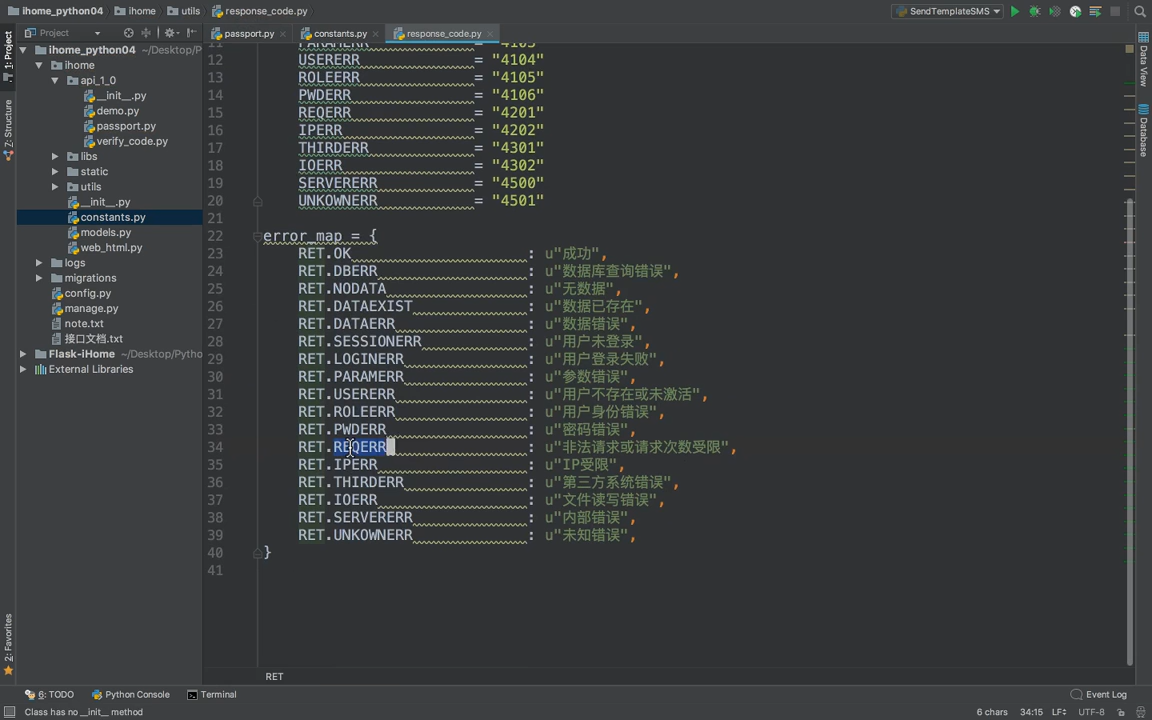 ihome_python04 ihome utils response_code.py SendTemplateSMS
Project passport.py constants.py response_code.py
1: Project
7: Structure
2: Favorites
ihome_python04 ~/Desktop/P
ihome
api_1_0
__init__.py
demo.py
passport.py
verify_code.py
libs
static
utils
__init__.py
constants.py
models.py
web_html.py
logs
migrations
config.py
manage.py
note.txt
接口文档.txt
Flask-iHome ~/Desktop/Pytho
External Libraries
11 PARAMERR = "4103"
12 USERERR = "4104"
13 ROLEERR = "4105"
14 PWDERR = "4106"
15 REQERR = "4201"
16 IPERR = "4202"
17 THIRDERR = "4301"
18 IOERR = "4302"
19 SERVERERR = "4500"
20 UNKOWNERR = "4501"
21
22 error_map = {
23 RET.OK : u"成功",
24 RET.DBERR : u"数据库查询错误",
25 RET.NODATA : u"无数据",
26 RET.DATAEXIST : u"数据已存在",
27 RET.DATAERR : u"数据错误",
28 RET.SESSIONERR : u"用户未登录",
29 RET.LOGINERR : u"用户登录失败",
30 RET.PARAMERR : u"参数错误",
31 RET.USERERR : u"用户不存在或未激活",
32 RET.ROLEERR : u"用户身份错误",
33 RET.PWDERR : u"密码错误",
34 RET.REQERR : u"非法请求或请求次数受限",
35 RET.IPERR : u"IP受限",
36 RET.THIRDERR : u"第三方系统错误",
37 RET.IOERR : u"文件读写错误",
38 RET.SERVERERR : u"内部错误",
39 RET.UNKOWNERR : u"未知错误",
40 }
41
Data View
Database
RET
6: TODO Python Console Terminal Event Log
Class has no __init__ method 6 chars 34:15 LF UTF-8